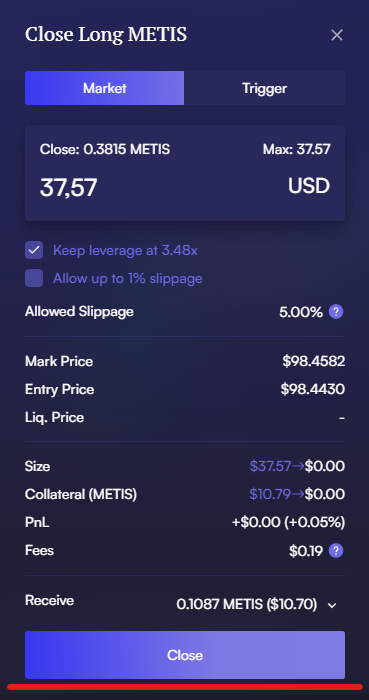 Close Long METIS
Market Trigger
Close: 0.3815 METIS Max: 37.57
37,57 USD
Keep leverage at 3.48x
Allow up to 1% slippage
Allowed Slippage 5.00% ?
Mark Price $98.4582
Entry Price $98.4430
Liq. Price -
Size $37.57→$0.00
Collateral (METIS) $10.79→$0.00
PnL +$0.00 (+0.05%)
Fees $0.19 ?
Receive 0.1087 METIS ($10.70)
Close